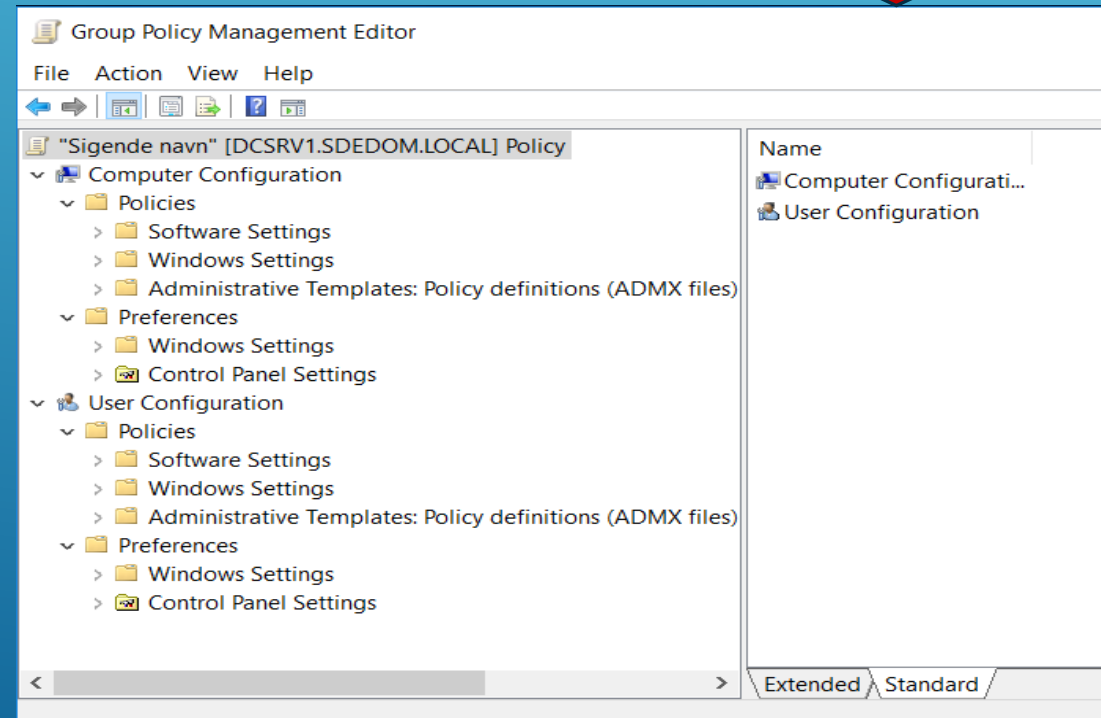 Group Policy Management Editor
File Action View Help
"Sigende navn" [DCSRV1.SDEDOM.LOCAL] Policy
Computer Configuration
Policies
Software Settings
Windows Settings
Administrative Templates: Policy definitions (ADMX files)
Preferences
Windows Settings
Control Panel Settings
User Configuration
Policies
Software Settings
Windows Settings
Administrative Templates: Policy definitions (ADMX files)
Preferences
Windows Settings
Control Panel Settings
Name
Computer Configurati...
User Configuration
Extended Standard